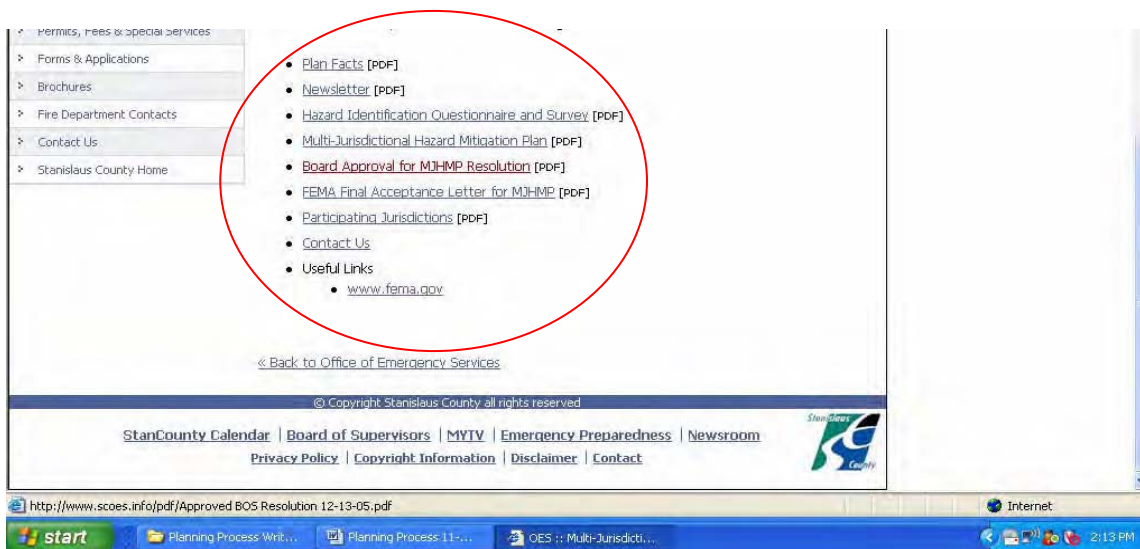 Permits, Fees & Special Services
Forms & Applications
Brochures
Fire Department Contacts
Contact Us
Stanislaus County Home
Plan Facts [PDF]
Newsletter [PDF]
Hazard Identification Questionnaire and Survey [PDF]
Multi-Jurisdictional Hazard Mitigation Plan [PDF]
Board Approval for MJHMP Resolution [PDF]
FEMA Final Acceptance Letter for MJHMP [PDF]
Participating Jurisdictions [PDF]
Contact Us
Useful Links
www.fema.gov
« Back to Office of Emergency Services
© Copyright Stanislaus County all rights reserved
StanCounty Calendar | Board of Supervisors | MYTV | Emergency Preparedness | Newsroom
Privacy Policy | Copyright Information | Disclaimer | Contact
Stanislaus
County
http://www.scoes.info/pdf/Approved BOS Resolution 12-13-05.pdf
Internet
start
Planning Process Writ...
Planning Process 11-...
OES :: Multi-Jurisdicti...
2:13 PM